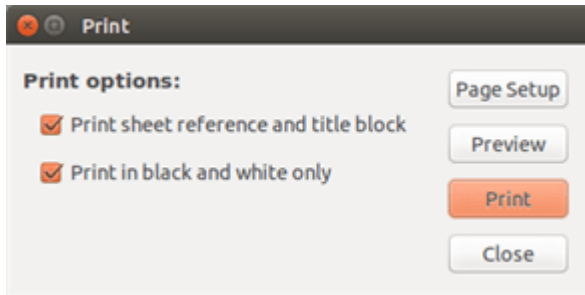 Print
Print options:
Page Setup
Print sheet reference and title block
Preview
Print in black and white only
Print
Close